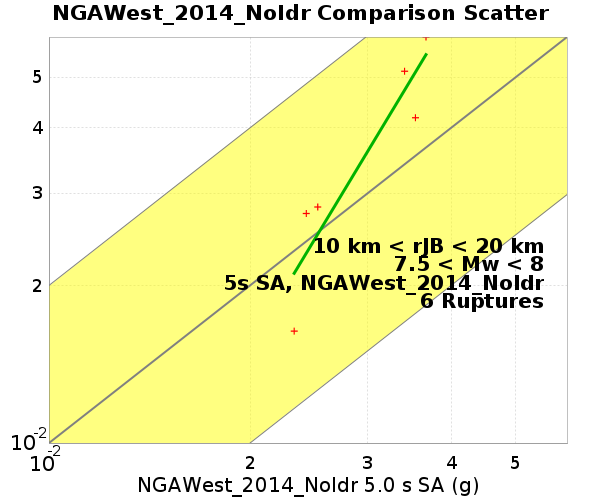 NGAWest_2014_NoIdr Comparison Scatter
5
4
3
2
10-2
10 km < rJB < 20 km
7.5 < Mw < 8
5s SA, NGAWest_2014_NoIdr
6 Ruptures
10-2 2 3 4 5
NGAWest_2014_NoIdr 5.0 s SA (g)